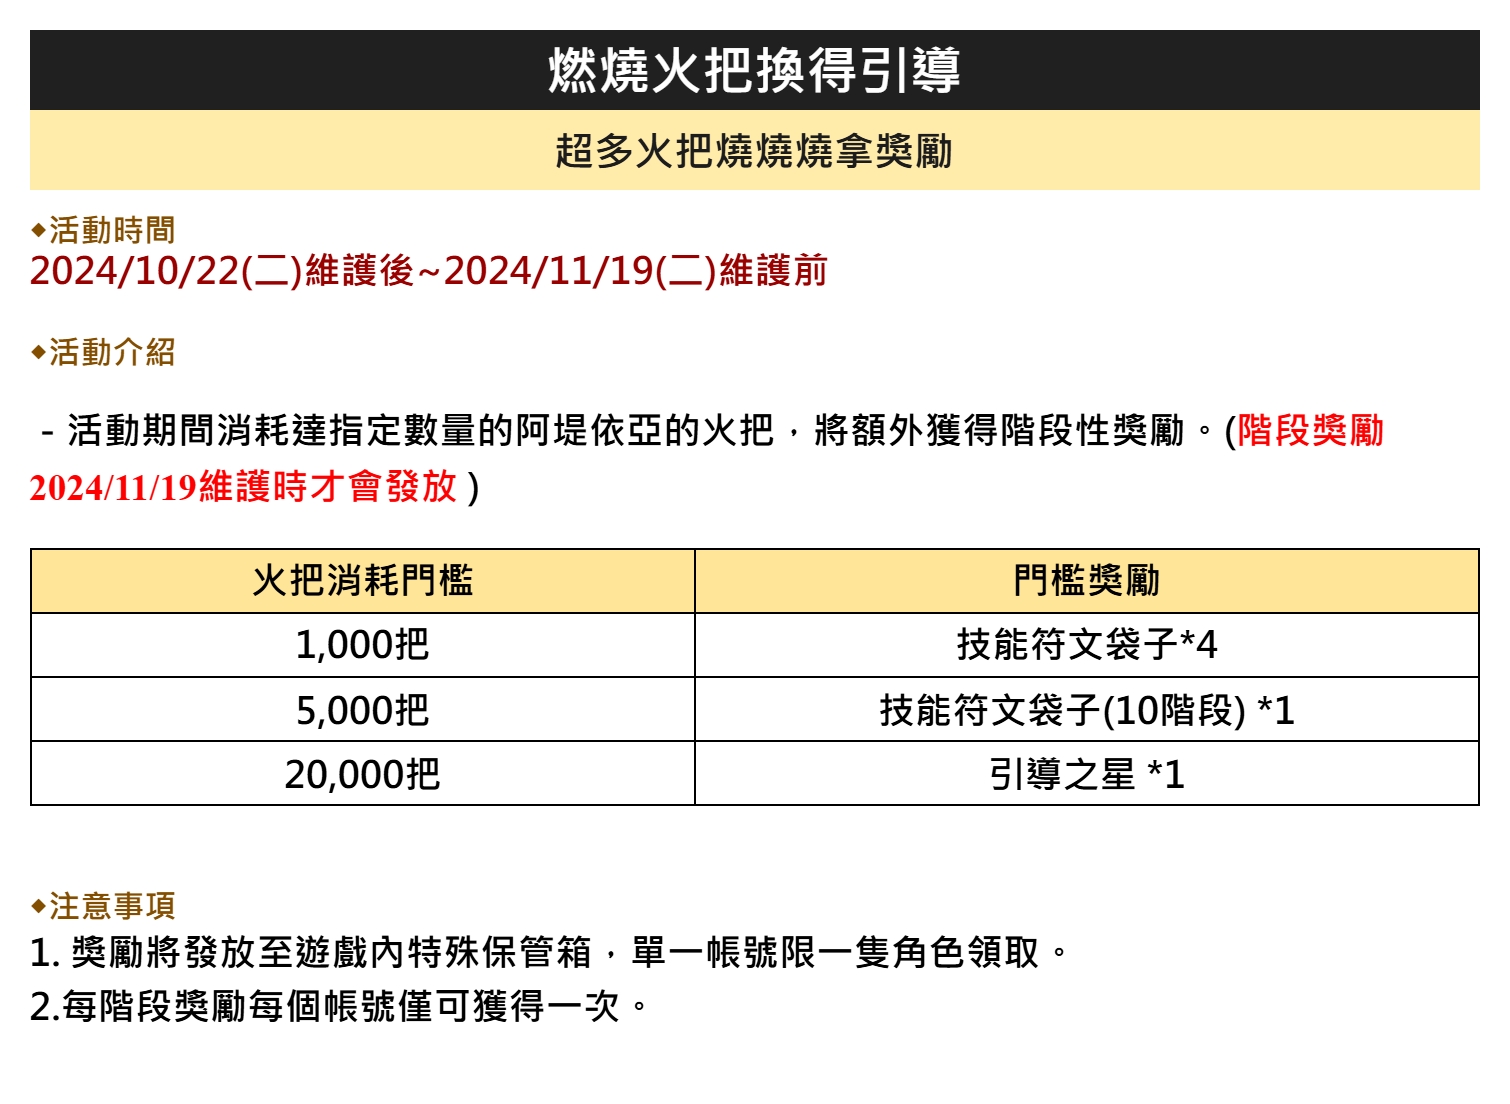 燃燒火把換得引導
超多火把燒燒燒拿獎勵
◆活動時間
2024/10/22(二)維護後~2024/11/19(二)維護前
◆活動介紹
- 活動期間消耗達指定數量的阿堤依亞的火把，將額外獲得階段性獎勵。(階段獎勵
2024/11/19維護時才會發放 )
火把消耗門檻 門檻獎勵
1,000把 技能符文袋子*4
5,000把 技能符文袋子(10階段) *1
20,000把 引導之星 *1
◆注意事項
1. 獎勵將發放至遊戲內特殊保管箱，單一帳號限一隻角色領取。
2.每階段獎勵每個帳號僅可獲得一次。